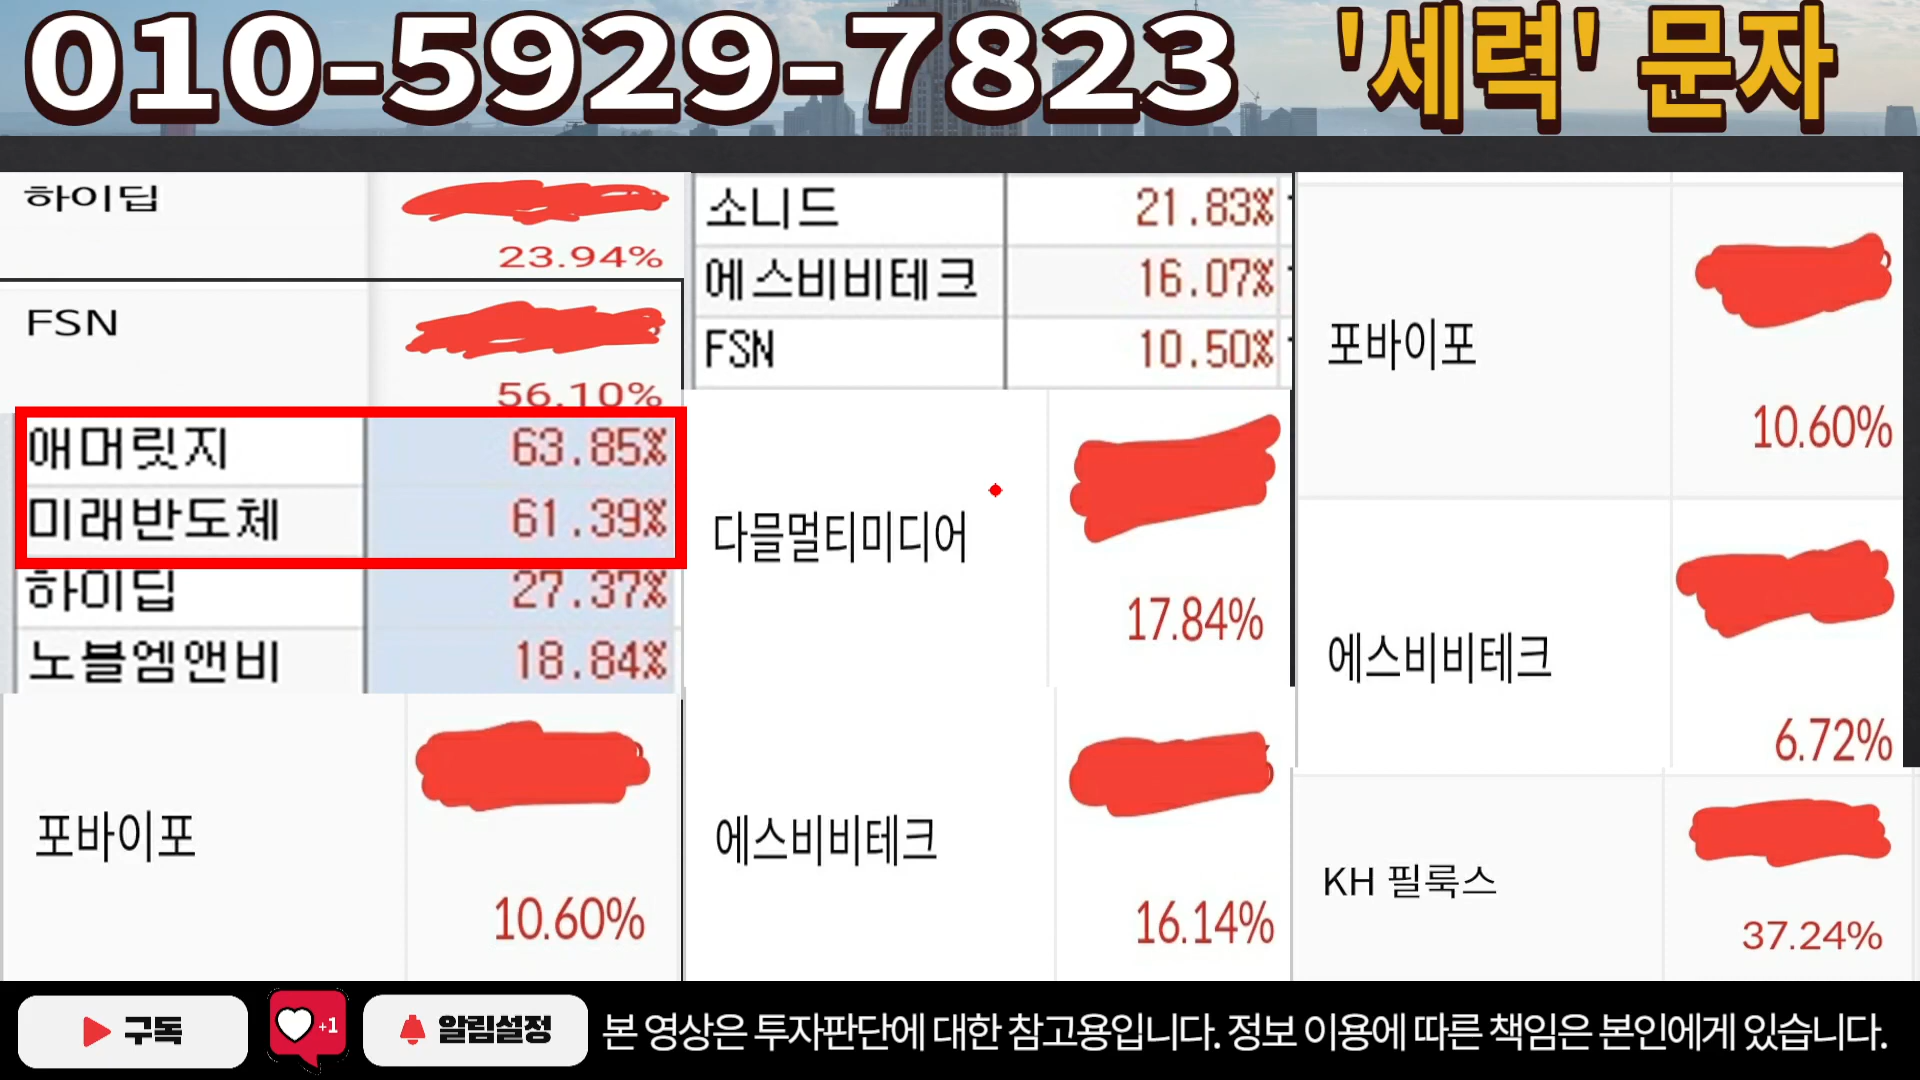 010-5929-7823 '세력' 문자
하이딥
23.94%
FSN
56.10%
애머릿지 63.85%
미래반도체 61.39%
하이딥 27.37%
노블엠앤비 18.84%
포바이포
10.60%
소니드 21.83%
에스비비테크 16.07%
FSN 10.50%
다믈멀티미디어
17.84%
에스비비테크
16.14%
포바이포
10.60%
에스비비테크
6.72%
KH 필룩스
37.24%
구독 +1 알림설정 본 영상은 투자판단에 대한 참고용입니다. 정보 이용에 따른 책임은 본인에게 있습니다.